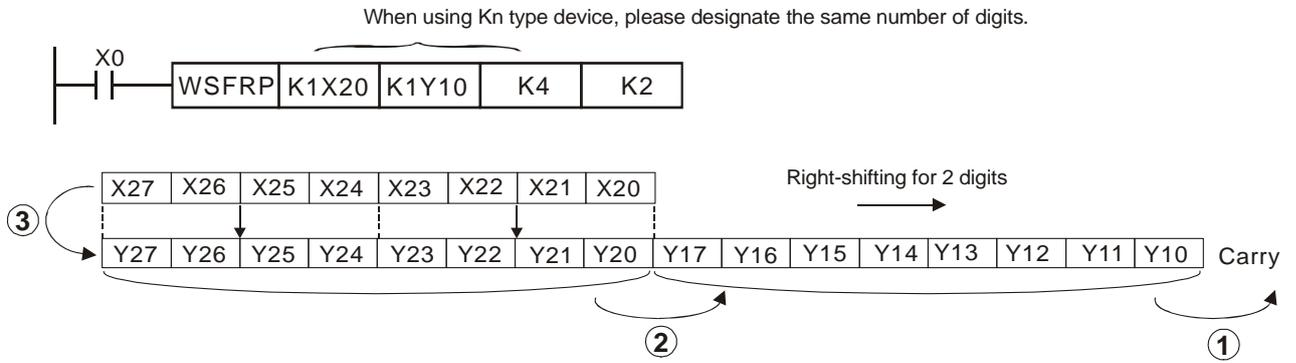 When using Kn type device, please designate the same number of digits.
X0
WSFRP K1X20 K1Y10 K4 K2
Right-shifting for 2 digits
X27 X26 X25 X24 X23 X22 X21 X20
3
Y27 Y26 Y25 Y24 Y23 Y22 Y21 Y20 Y17 Y16 Y15 Y14 Y13 Y12 Y11 Y10 Carry
2 1